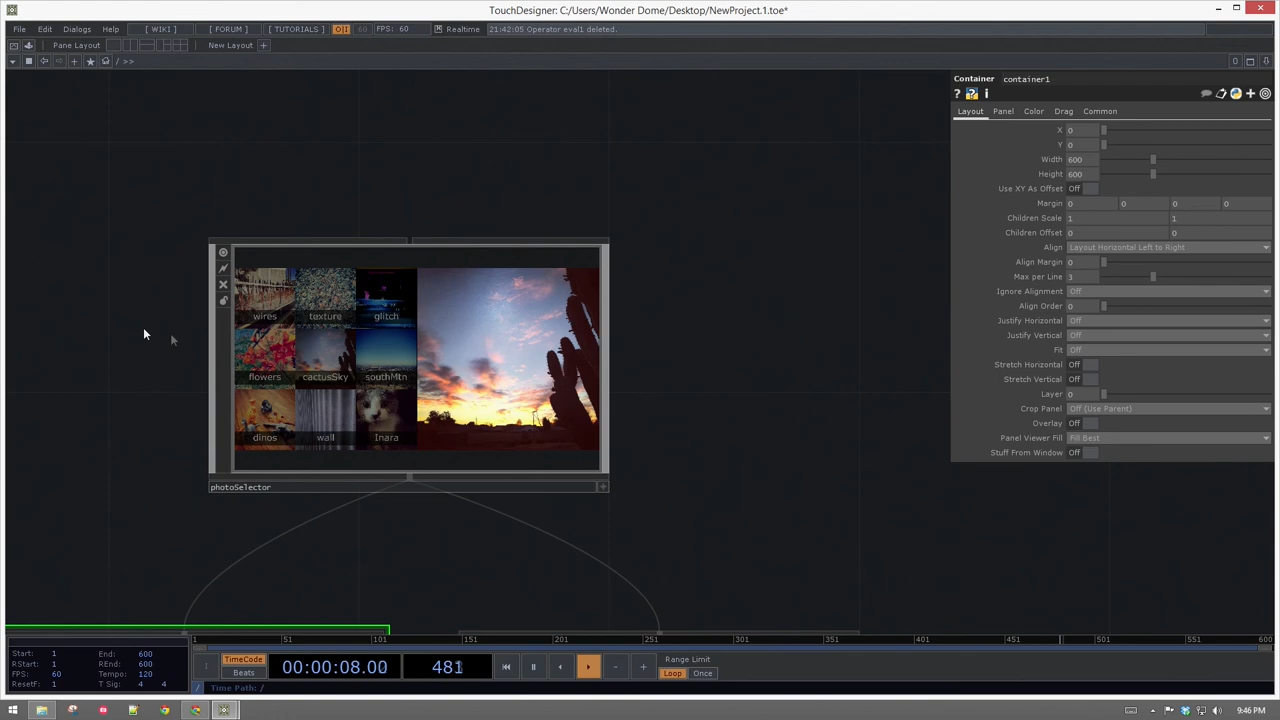 TouchDesigner: C:/Users/Wonder Dome/Desktop/NewProject.1.toe*
File Edit Dialogs Help [ WIKI ] [ FORUM ] [ TUTORIALS ] O|I 60 FPS: 60 Realtime 21:42:05 Operator eval1 deleted.
Pane Layout New Layout +
/ >> 0
Container container1
? ? i
Layout Panel Color Drag Common
X 0
Y 0
Width 600
Height 600
Use XY As Offset Off
Margin 0 0 0 0
Children Scale 1 1
Children Offset 0 0
Align Layout Horizontal Left to Right
Align Margin 0
Max per Line 3
Ignore Alignment Off
Align Order 0
Justify Horizontal Off
Justify Vertical Off
Fit Off
Stretch Horizontal Off
Stretch Vertical Off
Layer 0
Crop Panel Off (Use Parent)
Overlay Off
Panel Viewer Fill Fill Best
Stuff From Window Off
wires texture glitch
flowers cactusSky southMtn
dinos wall Inara
photoSelector
1 51 101 151 201 251 301 351 401 451 501 551 600
Start: 1 End: 600
RStart: 1 REnd: 600
FPS: 60 Tempo: 120
ResetF: 1 T Sig: 4 4
TimeCode
Beats
00:00:08.00 481
Range Limit
Loop Once
/ Time Path: /
9:46 PM